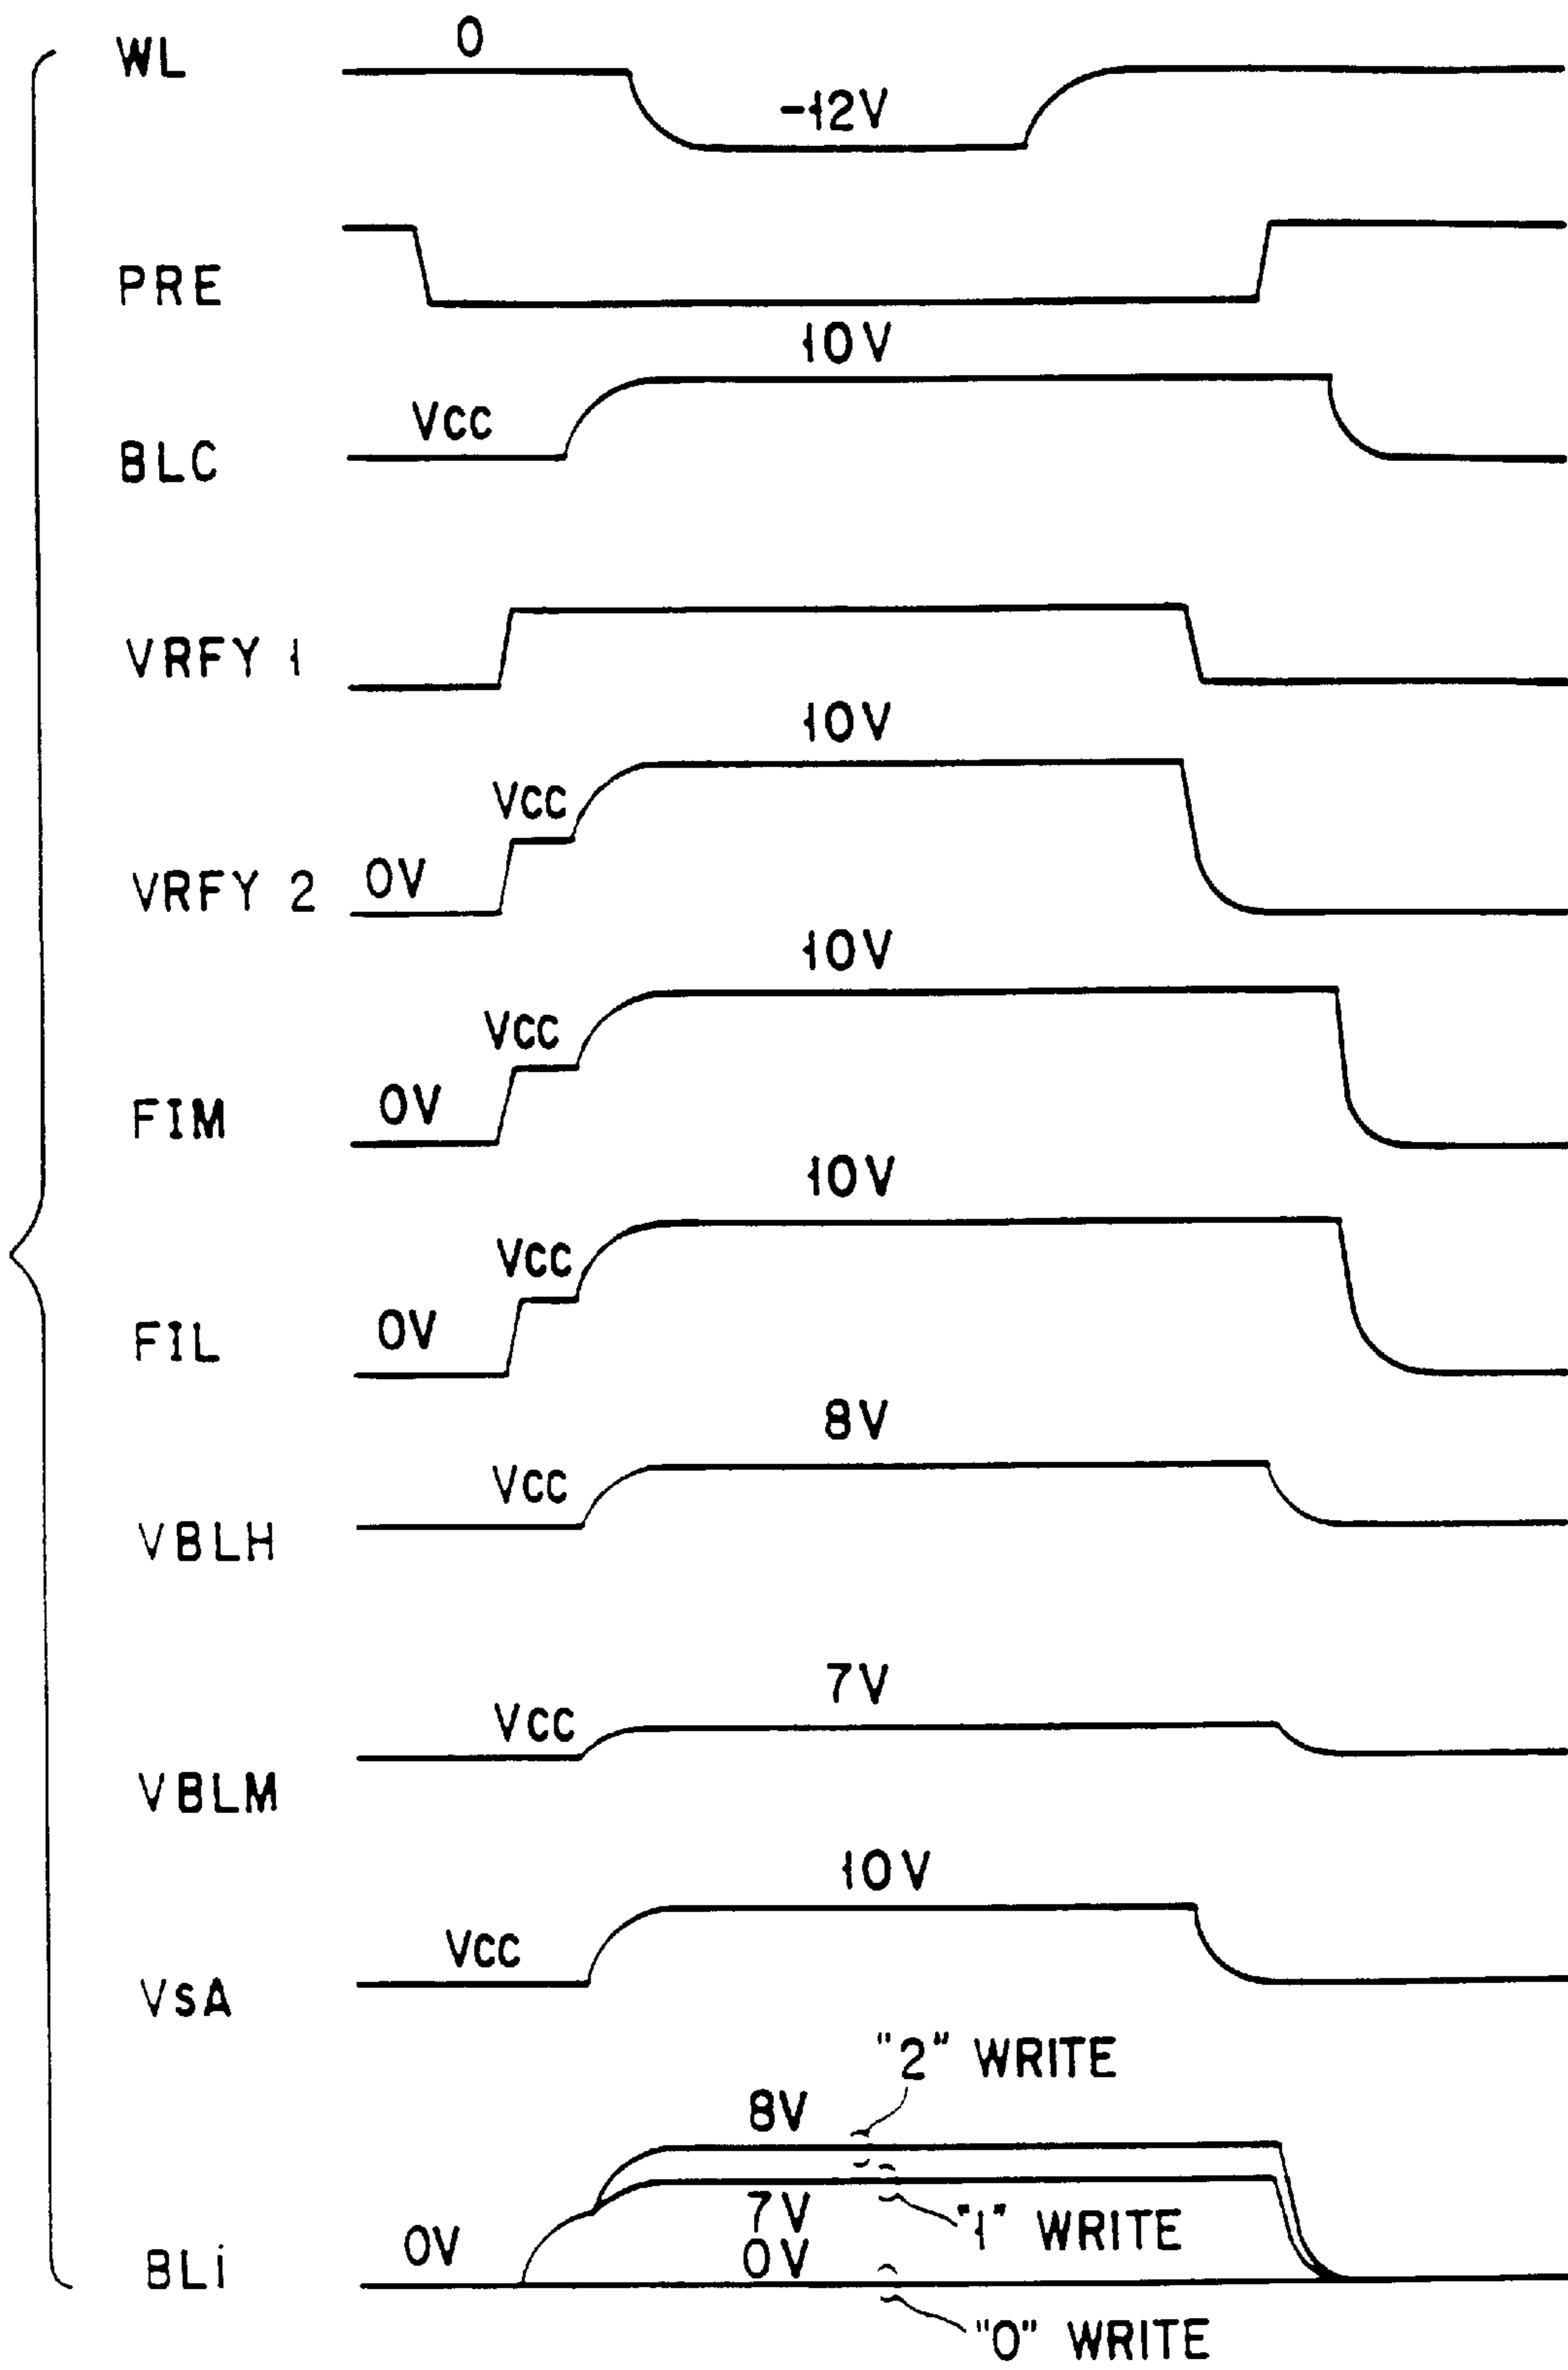 WL 0
-12V
PRE
10V
BLC VCC
VRFY 1
10V
VCC
VRFY 2 0V
10V
VCC
FIM 0V
10V
VCC
FIL 0V
8V
VCC
VBLH
7V
VCC
VBLM
10V
VCC
VsA
"2" WRITE
8V
7V "1" WRITE
BLi 0V 0V
"0" WRITE